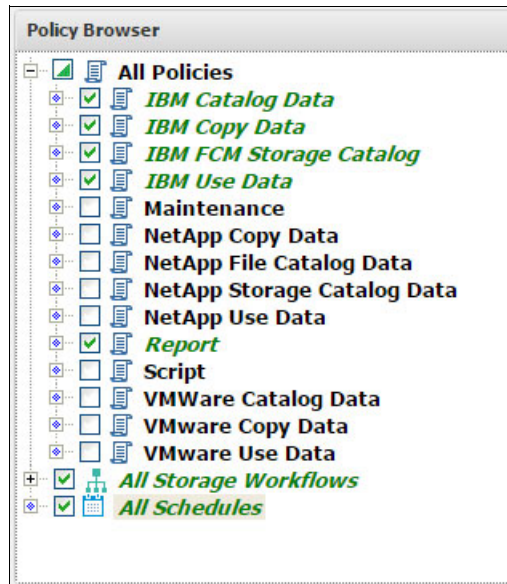 Policy Browser
All Policies
IBM Catalog Data
IBM Copy Data
IBM FCM Storage Catalog
IBM Use Data
Maintenance
NetApp Copy Data
NetApp File Catalog Data
NetApp Storage Catalog Data
NetApp Use Data
Report
Script
VMWare Catalog Data
VMware Copy Data
VMware Use Data
All Storage Workflows
All Schedules